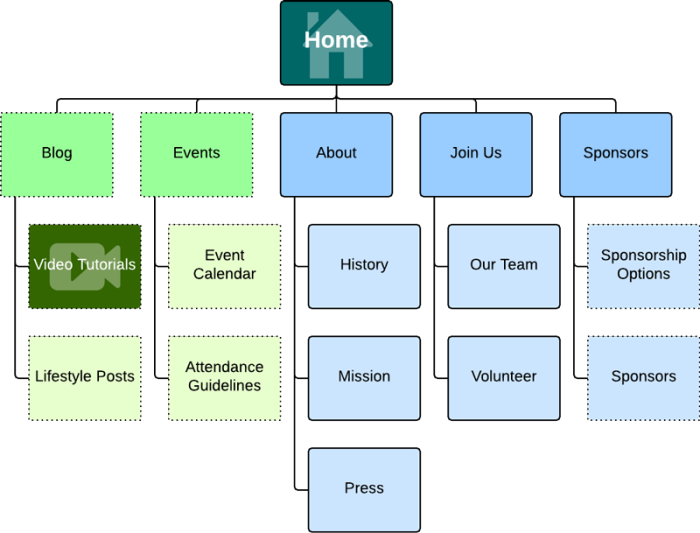 Home
Blog
Events
About
Join Us
Sponsors
Video Tutorials
Event
Calendar
History
Our Team
Sponsorship
Options
Lifestyle Posts
Attendance
Guidelines
Mission
Volunteer
Sponsors
Press